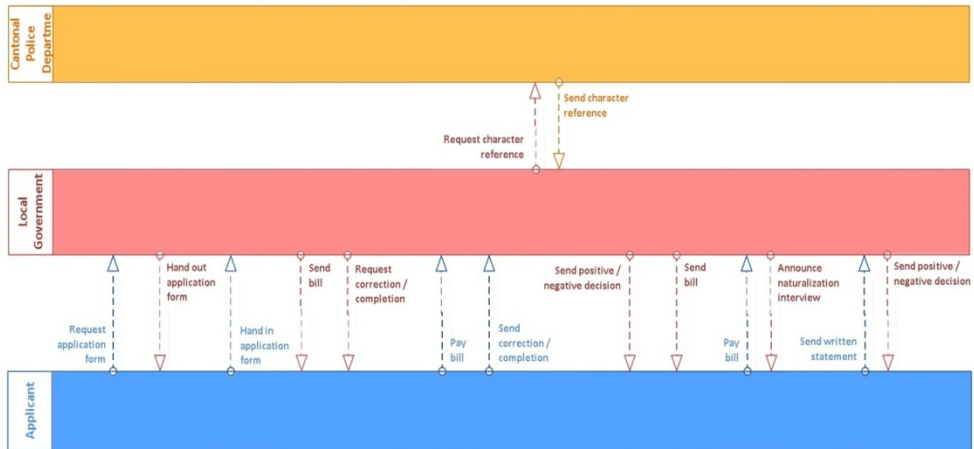 Cantonal
Police
Departme
Send character
reference
Request character
reference
Local
Government
Hand out
application
form
Send
bill
Request
correction /
completion
Send positive /
negative decision
Send
bill
Announce
naturalization
interview
Send positive /
negative decision
Request
application
form
Hand in
application
form
Pay
bill
Send
correction /
completion
Pay
bill
Send written
statement
Applicant